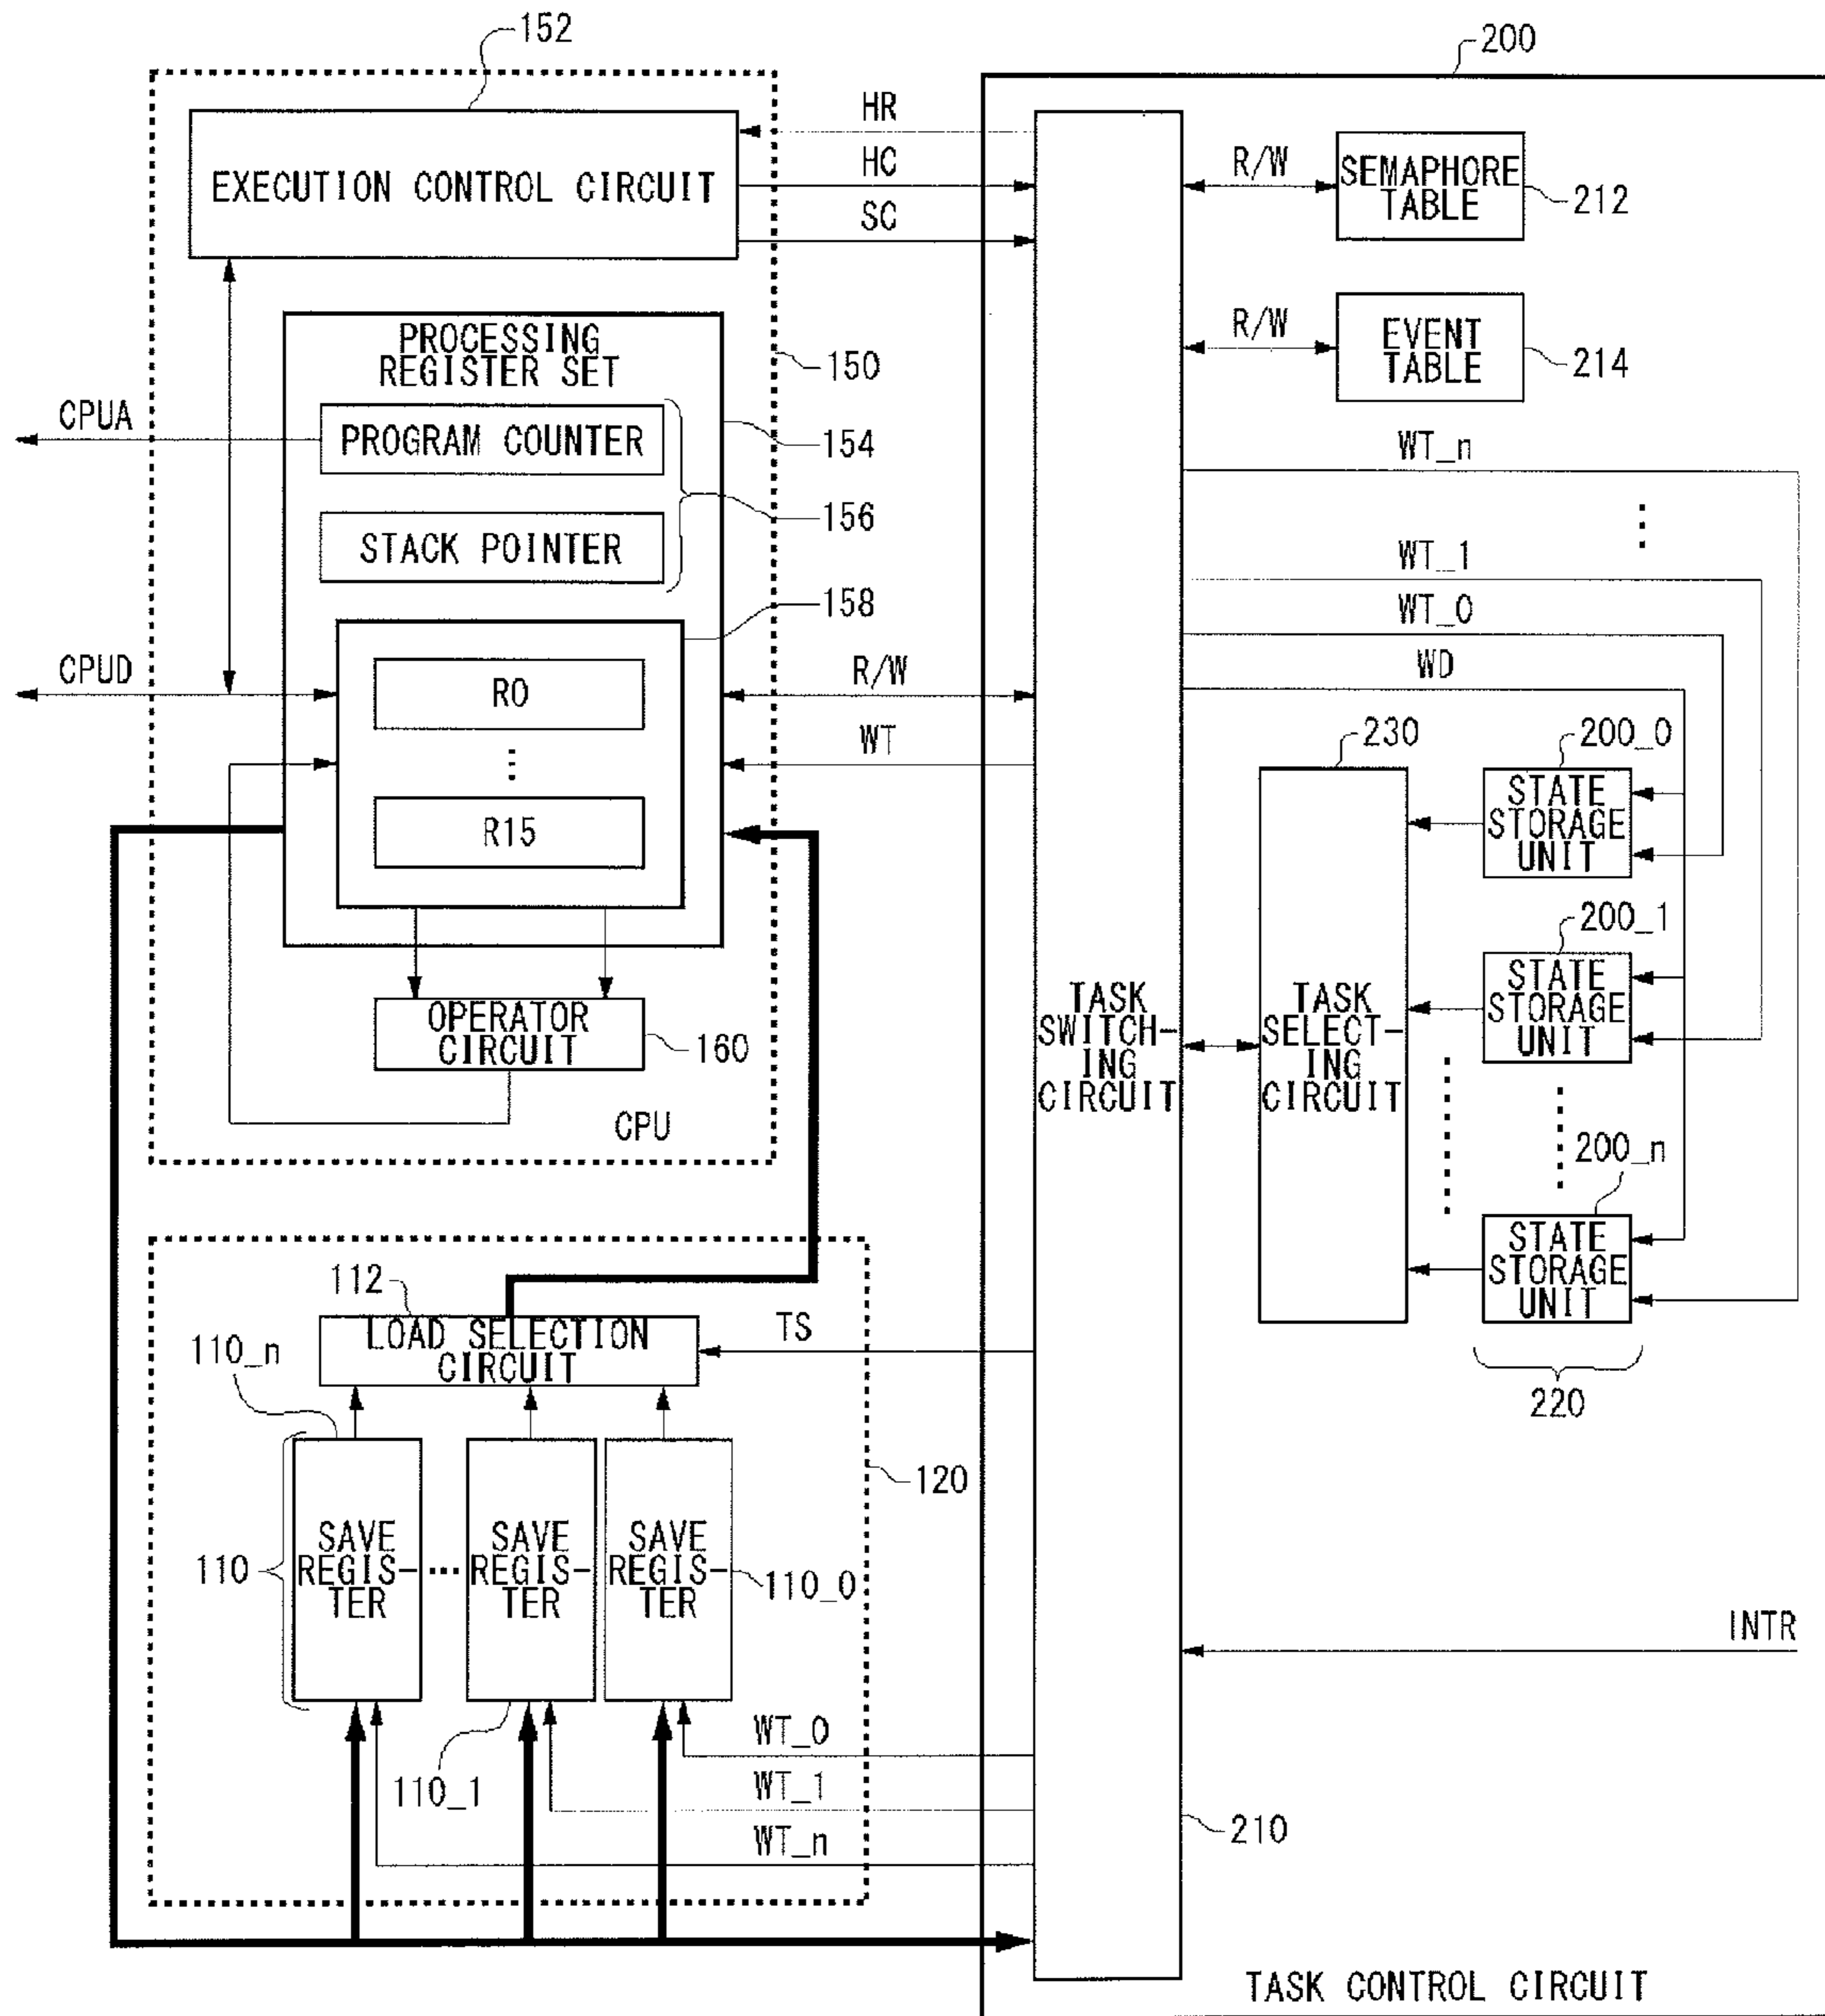 152
200
EXECUTION CONTROL CIRCUIT
HR
HC
SC
R/W
SEMAPHORE
TABLE
212
R/W
EVENT
TABLE
214
PROCESSING
REGISTER SET
150
CPUA
PROGRAM COUNTER
154
156
STACK POINTER
158
CPUD
R0
R15
R/W
WT
OPERATOR
CIRCUIT
160
CPU
WT_n
WT_1
WT_0
WD
230
200_0
STATE
STORAGE
UNIT
200_1
STATE
STORAGE
UNIT
TASK
SWITCH-
ING
CIRCUIT
TASK
SELECT-
ING
CIRCUIT
200_n
STATE
STORAGE
UNIT
220
112
LOAD SELECTION
CIRCUIT
TS
110_n
120
110
SAVE
REGIS-
TER
SAVE
REGIS-
TER
SAVE
REGIS-
TER
110_0
110_1
INTR
WT_0
WT_1
WT_n
210
TASK CONTROL CIRCUIT